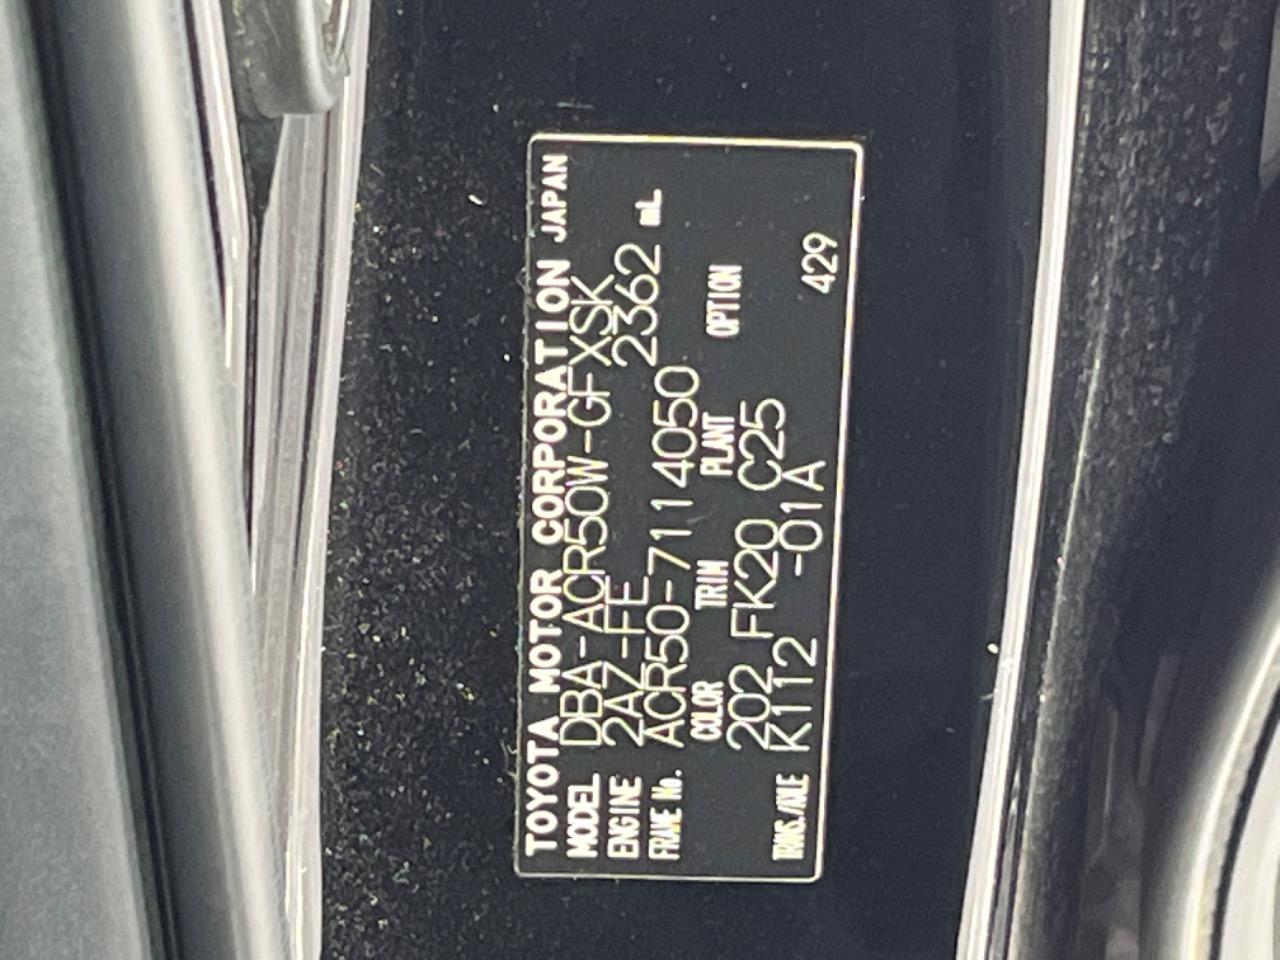 TOYOTA MOTOR CORPORATION JAPAN
MODEL DBA-ACR50W-GFXSK
ENGINE 2AZ-FE 2362 mL
FRAME No. ACR50-7114050
COLOR TRIM PLANT OPTION
202 FK20 C25
TRANS./AXLE K112 -01A 429